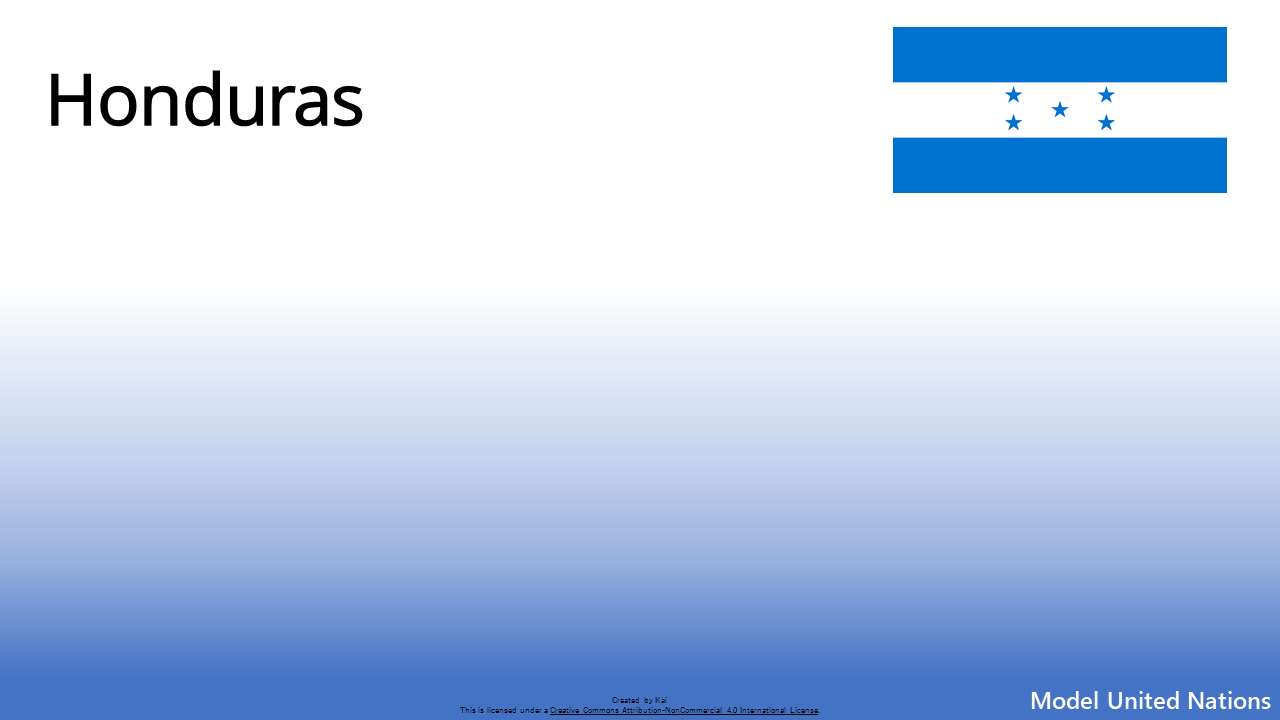 Honduras
Created by Kai
This is licensed under a Creative Commons Attribution-NonCommercial 4.0 International License.
Model United Nations